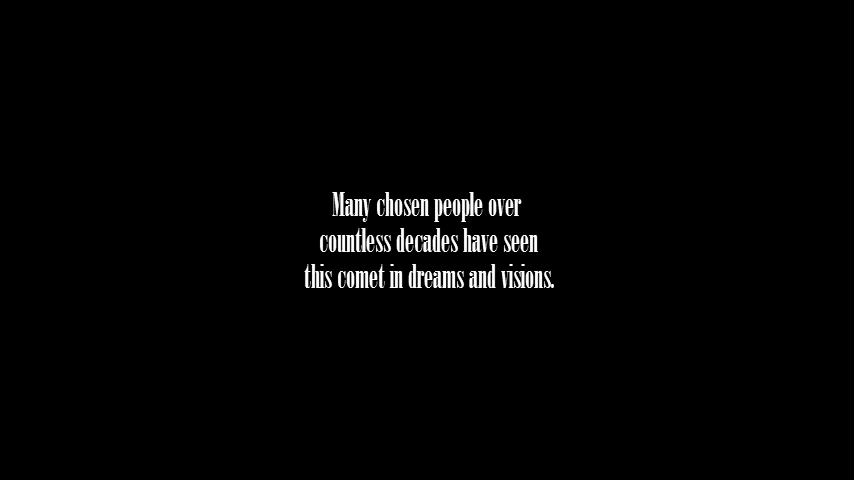 Many chosen people over
countless decades have seen
this comet in dreams and visions.